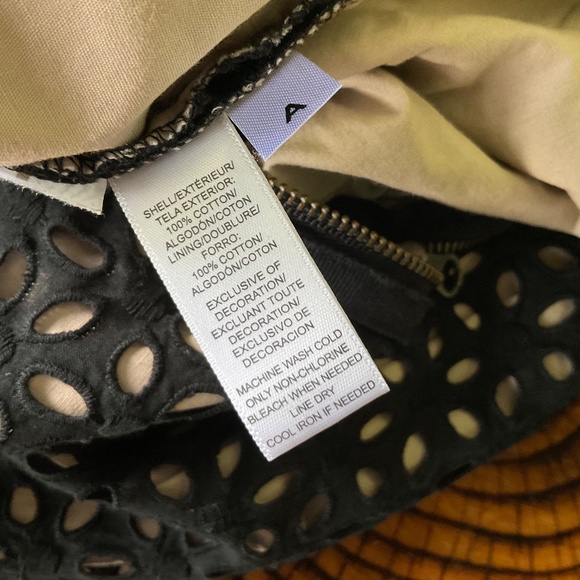 A
SHELL/EXTÉRIEUR/
TELA EXTERIOR:
100% COTTON/
ALGODÓN/COTON
LINING/DOUBLURE/
FORRO:
100% COTTON/
ALGODÓN/COTON
EXCLUSIVE OF
DECORATION/
EXCLUANT TOUTE
DECORATION/
EXCLUSIVO DE
DECORACION
MACHINE WASH COLD
ONLY NON-CHLORINE
BLEACH WHEN NEEDED
LINE DRY
COOL IRON IF NEEDED